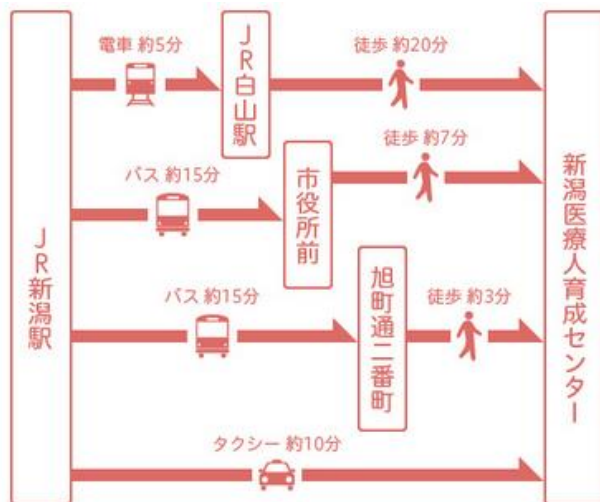 JR新潟駅
電車 約5分
JR白山駅
徒歩 約20分
バス 約15分
市役所前
徒歩 約7分
バス 約15分
旭町通二番町
徒歩 約3分
タクシー 約10分
新潟医療人育成センター